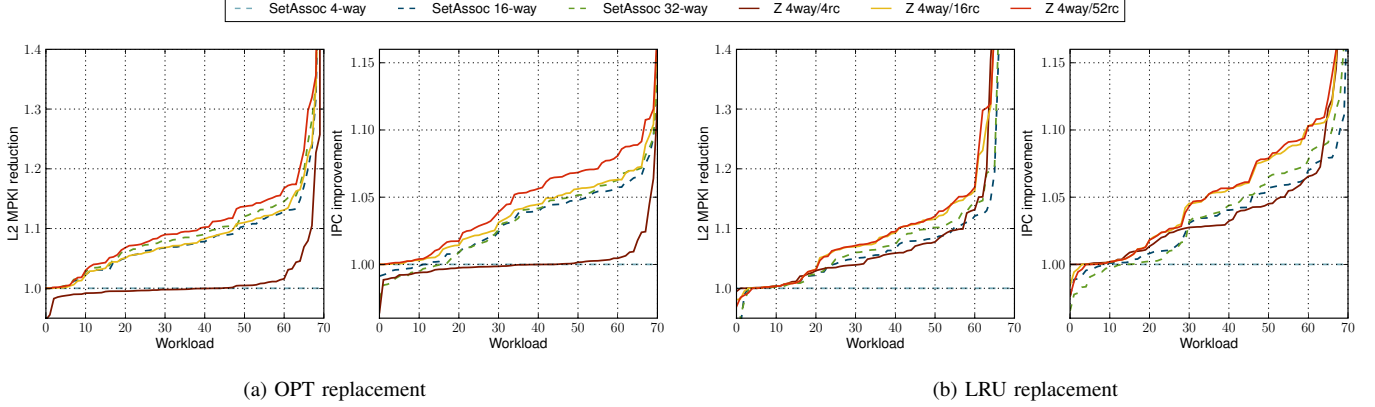 SetAssoc 4-way SetAssoc 16-way SetAssoc 32-way Z 4way/4rc Z 4way/16rc Z 4way/52rc
L2 MPKI reduction
1.4
1.3
1.2
1.1
1.0
0 10 20 30 40 50 60 70
Workload
IPC improvement
1.15
1.10
1.05
1.00
0 10 20 30 40 50 60 70
Workload
(a) OPT replacement
L2 MPKI reduction
1.4
1.3
1.2
1.1
1.0
0 10 20 30 40 50 60 70
Workload
IPC improvement
1.15
1.10
1.05
1.00
0 10 20 30 40 50 60 70
Workload
(b) LRU replacement